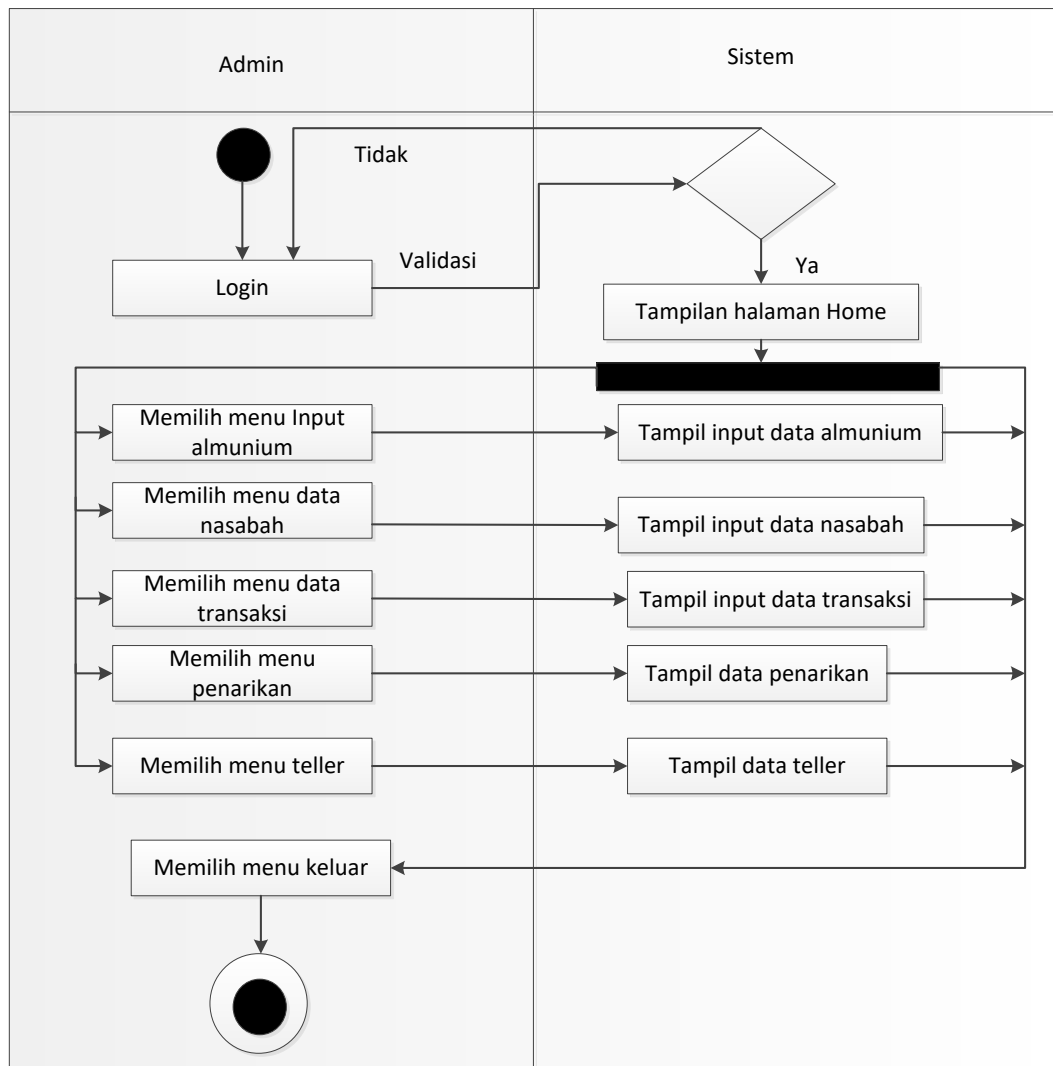 Admin
Sistem
Tidak
Validasi
Login
Ya
Tampilan halaman Home
Memilih menu Input
almunium
Tampil input data almunium
Memilih menu data
nasabah
Tampil input data nasabah
Memilih menu data
transaksi
Tampil input data transaksi
Memilih menu
penarikan
Tampil data penarikan
Memilih menu teller
Tampil data teller
Memilih menu keluar